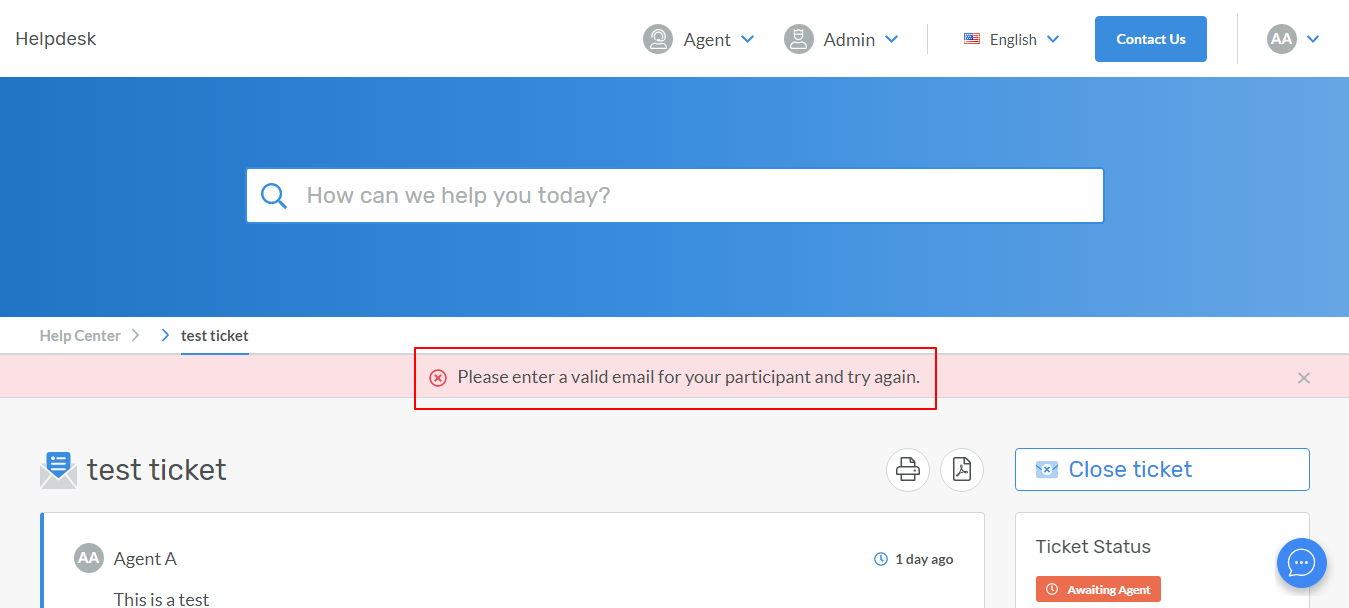 Helpdesk
Agent
Admin
English
Contact Us
AA
How can we help you today?
Help Center
test ticket
Please enter a valid email for your participant and try again.
test ticket
Close ticket
AA
Agent A
1 day ago
This is a test
Ticket Status
Awaiting Agent